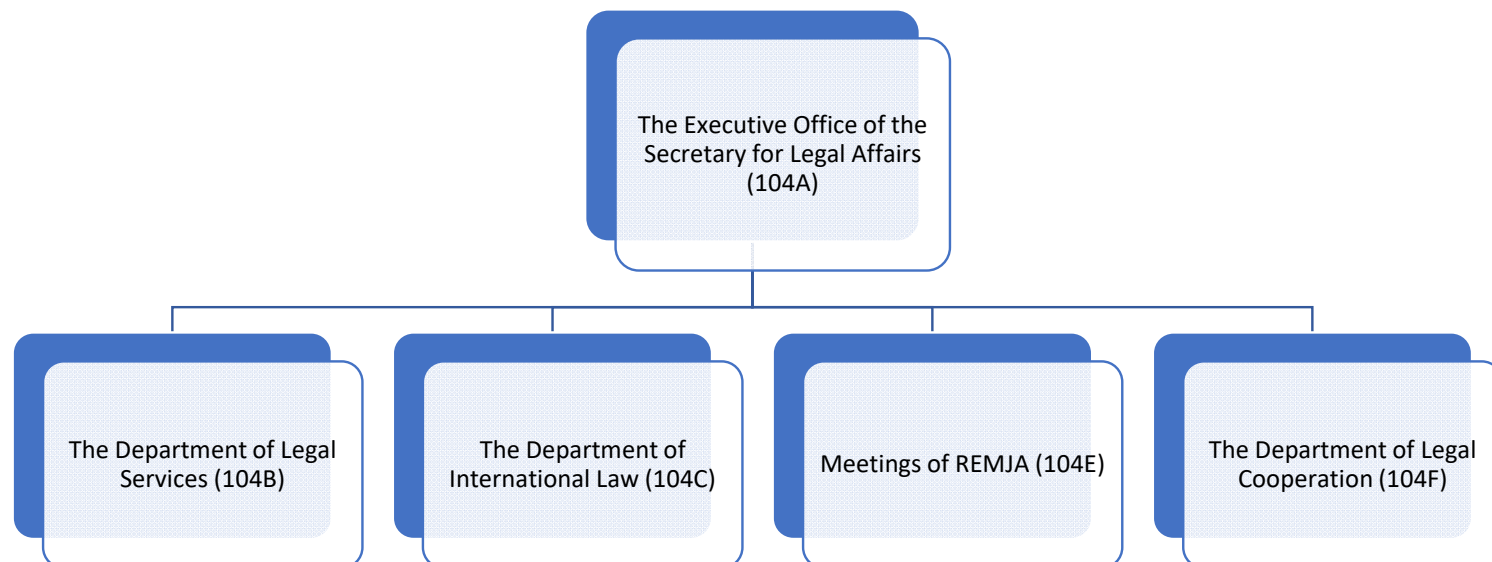 The Executive Office of the
Secretary for Legal Affairs
(104A)
The Department of Legal
Services (104B)
The Department of
International Law (104C)
Meetings of REMJA (104E)
The Department of Legal
Cooperation (104F)